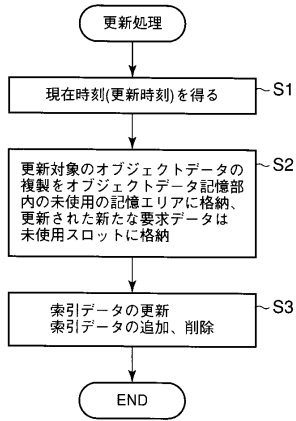 更新処理
現在時刻(更新時刻)を得る
S1
更新対象のオブジェクトデータの
複製をオブジェクトデータ記憶部
内の未使用の記憶エリアに格納、
更新された新たな要求データは
未使用スロットに格納
S2
索引データの更新
索引データの追加、削除
S3
END